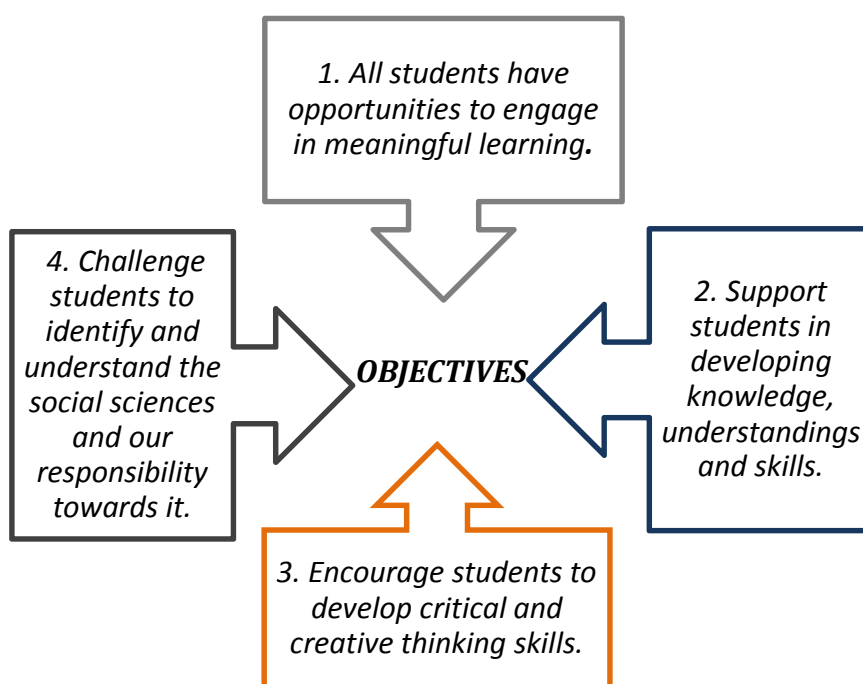 1. All students have
opportunities to engage
in meaningful learning.
4. Challenge
students to
identify and
understand the
social sciences
and our
responsibility
towards it.
OBJECTIVES
2. Support
students in
developing
knowledge,
understandings
and skills.
3. Encourage students to
develop critical and
creative thinking skills.